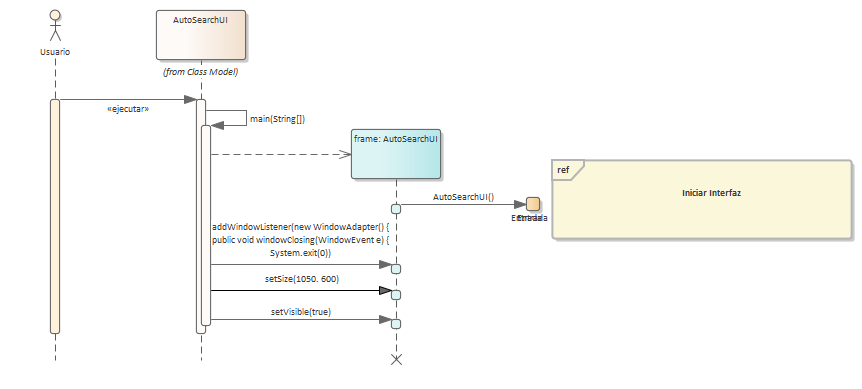 AutoSearchUI
Usuario
(from Class Model)
«ejecutar»
main(String[])
frame: AutoSearchUI
ref
Iniciar Interfaz
AutoSearchUI()
Entrada
addWindowListener(new WindowAdapter() {
public void windowClosing(WindowEvent e) {
System.exit(0))
setSize(1050. 600)
setVisible(true)